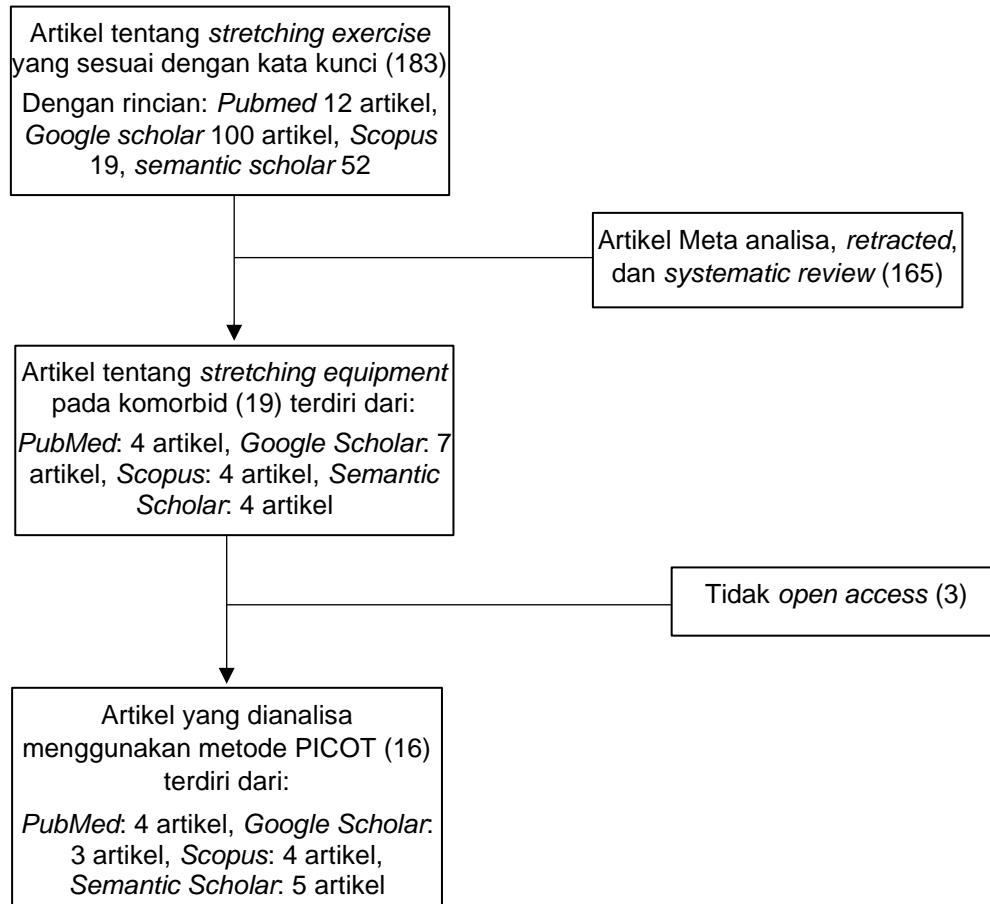 Artikel tentang stretching exercise
yang sesuai dengan kata kunci (183)
Dengan rincian: Pubmed 12 artikel,
Google scholar 100 artikel, Scopus
19, semantic scholar 52
Artikel Meta analisa, retracted,
dan systematic review (165)
Artikel tentang stretching equipment
pada komorbid (19) terdiri dari:
PubMed: 4 artikel, Google Scholar: 7
artikel, Scopus: 4 artikel, Semantic
Scholar: 4 artikel
Tidak open access (3)
Artikel yang dianalisa
menggunakan metode PICOT (16)
terdiri dari:
PubMed: 4 artikel, Google Scholar:
3 artikel, Scopus: 4 artikel,
Semantic Scholar: 5 artikel